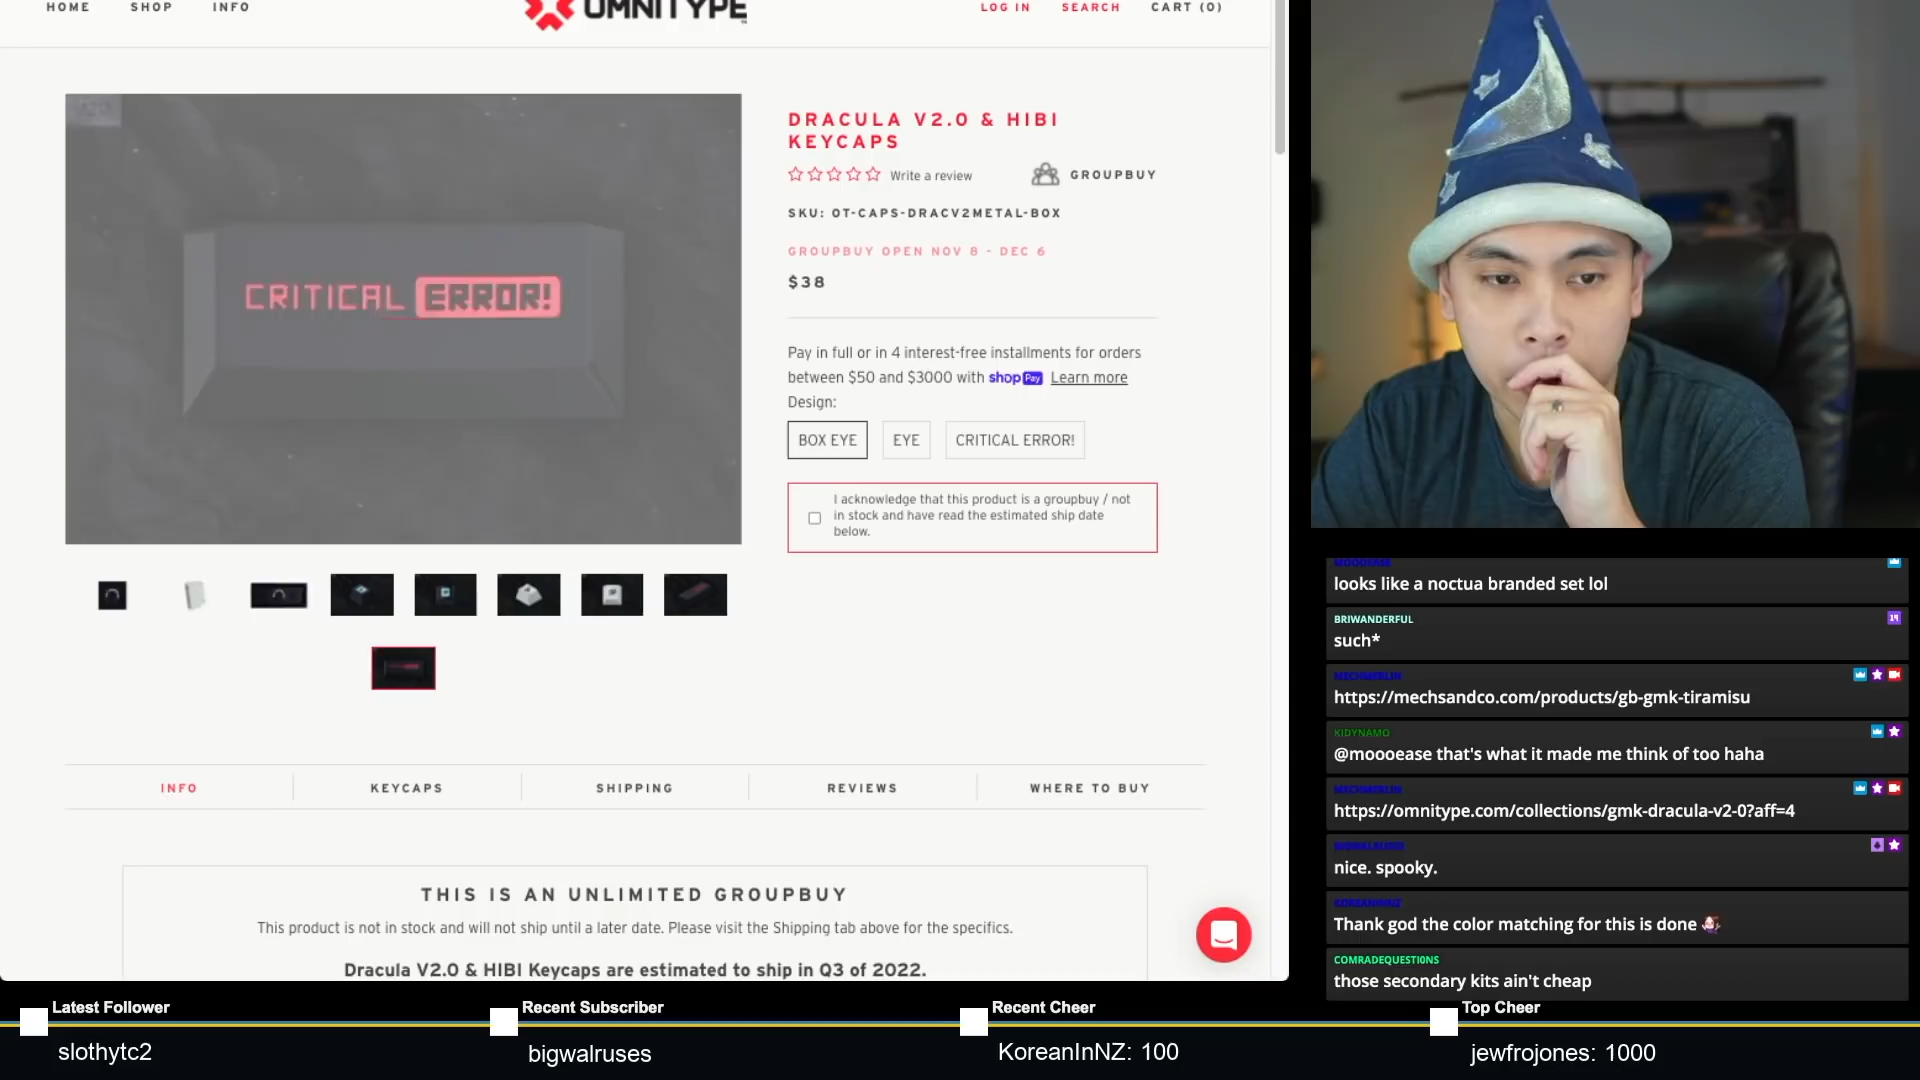 HOME SHOP INFO
OMNITYPE
LOG IN SEARCH CART (0)
CRITICAL ERROR!
DRACULA V2.0 & HIBI
KEYCAPS
Write a review
GROUPBUY
SKU: OT-CAPS-DRACV2METAL-BOX
GROUPBUY OPEN NOV 8 - DEC 6
$38
Pay in full or in 4 interest-free installments for orders
between $50 and $3000 with shop Pay Learn more
Design:
BOX EYE EYE CRITICAL ERROR!
I acknowledge that this product is a groupbuy / not
in stock and have read the estimated ship date
below.
INFO KEYCAPS SHIPPING REVIEWS WHERE TO BUY
THIS IS AN UNLIMITED GROUPBUY
This product is not in stock and will not ship until a later date. Please visit the Shipping tab above for the specifics.
Dracula V2.0 & HIBI Keycaps are estimated to ship in Q3 of 2022.
MOOOEASE
looks like a noctua branded set lol
BRIWANDERFUL
such*
MECHMERLIN
https://mechsandco.com/products/gb-gmk-tiramisu
KIDYNAMO
@moooease that's what it made me think of too haha
MECHMERLIN
https://omnitype.com/collections/gmk-dracula-v2-0?aff=4
nice. spooky.
KOREANINNZ
Thank god the color matching for this is done
COMRADEQUESTIONS
those secondary kits ain't cheap
Latest Follower
slothytc2
Recent Subscriber
bigwalruses
Recent Cheer
KoreanInNZ: 100
Top Cheer
jewfrojones: 1000